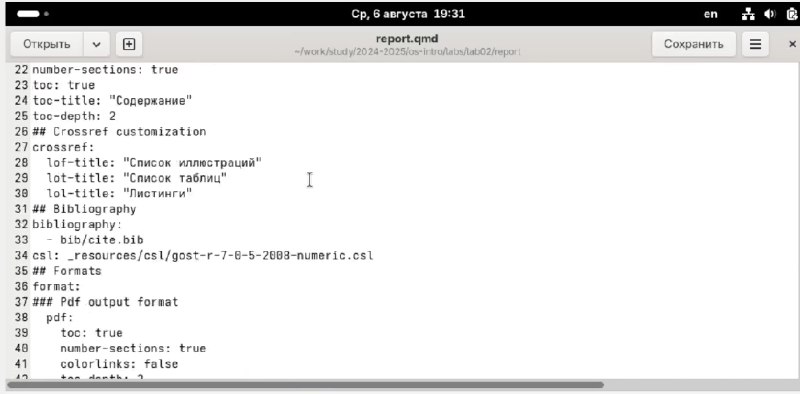 Ср, 6 августа 19:31
en
Открыть
report.qmd
~/work/study/2024-2025/os-intro/labs/lab02/report
Сохранить
22 number-sections: true
23 toc: true
24 toc-title: "Содержание"
25 toc-depth: 2
26 ## Crossref customization
27 crossref:
28   lof-title: "Список иллюстраций"
29   lot-title: "Список таблиц"
30   lol-title: "Листинги"
31 ## Bibliography
32 bibliography:
33   - bib/cite.bib
34 csl: _resources/csl/gost-r-7-0-5-2008-numeric.csl
35 ## Formats
36 format:
37 ### Pdf output format
38   pdf:
39     toc: true
40     number-sections: true
41     colorlinks: false
42     toc-depth: 2